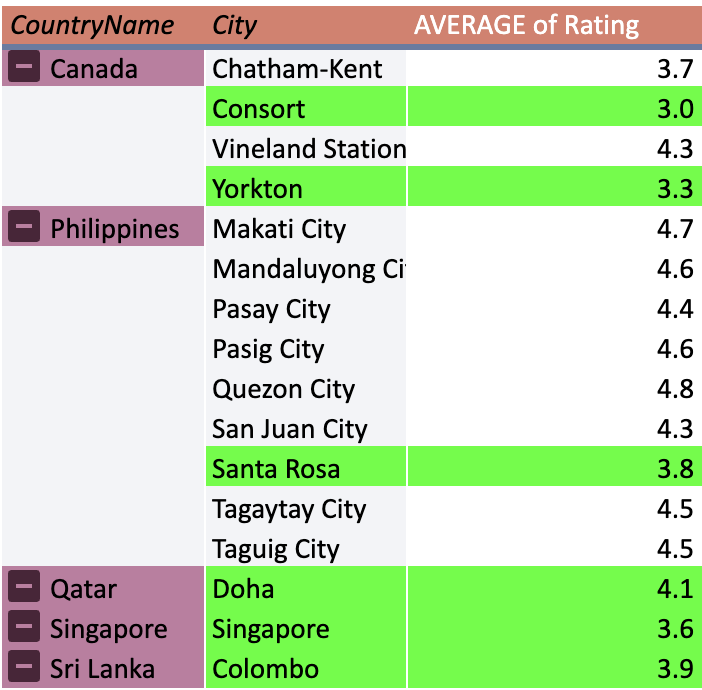 CountryName City AVERAGE of Rating
Canada Chatham-Kent 3.7
Consort 3.0
Vineland Station 4.3
Yorkton 3.3
Philippines Makati City 4.7
Mandaluyong Ci 4.6
Pasay City 4.4
Pasig City 4.6
Quezon City 4.8
San Juan City 4.3
Santa Rosa 3.8
Tagaytay City 4.5
Taguig City 4.5
Qatar Doha 4.1
Singapore Singapore 3.6
Sri Lanka Colombo 3.9